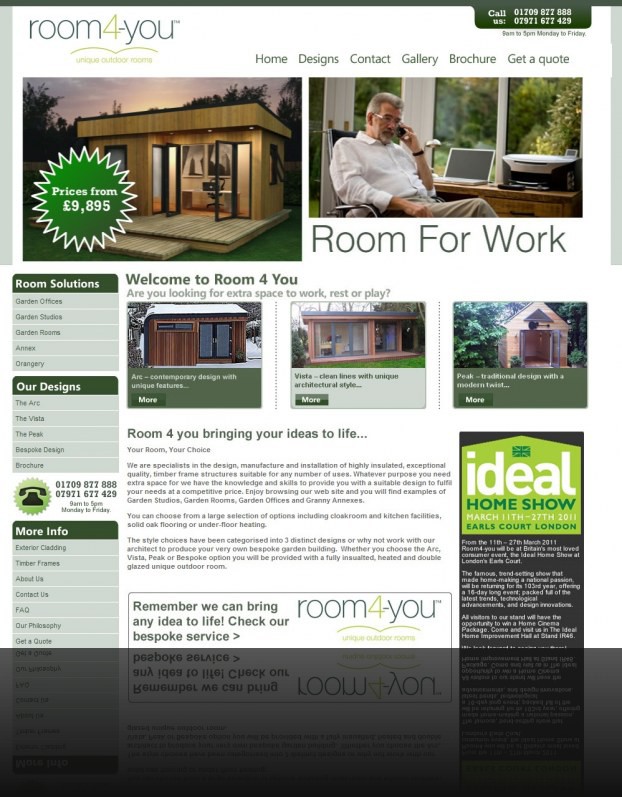 room4-you™
unique outdoor rooms
Call us:
01709 877 888
07971 677 429
9am to 5pm Monday to Friday.
Home Designs Contact Gallery Brochure Get a quote
Prices from
£9,895
Room For Work
Room Solutions
Garden Offices
Garden Studios
Garden Rooms
Annex
Orangery
Our Designs
The Arc
The Vista
The Peak
Bespoke Design
Brochure
01709 877 888
07971 677 429
9am to 5pm
Monday to Friday.
More Info
Exterior Cladding
Timber Frames
About Us
Contact Us
FAQ
Our Philosophy
Get a Quote
Welcome to Room 4 You
Are you looking for extra space to work, rest or play?
Arc – contemporary design with
unique features...
More
Vista – clean lines with unique
architectural style...
More
Peak – traditional design with a
modern twist...
More
Room 4 you bringing your ideas to life...
Your Room, Your Choice
We are specialists in the design, manufacture and installation of highly insulated, exceptional
quality, timber frame structures suitable for any number of uses. Whatever purpose you need
extra space for we have the knowledge and skills to provide you with a suitable design to fulfil
your needs at a competitive price. Enjoy browsing our web site and you will find examples of
Garden Studios, Garden Rooms, Garden Offices and Granny Annexes.
You can choose from a large selection of options including cloakroom and kitchen facilities,
solid oak flooring or under-floor heating.
The style choices have been categorised into 3 distinct designs or why not work with our
architect to produce your very own bespoke garden building. Whether you choose the Arc,
Vista, Peak or Bespoke option you will be provided with a fully insulated, heated and double
glazed unique outdoor room.
Remember we can bring
any idea to life! Check our
bespoke service >
room4-you™
unique outdoor rooms
ideal
HOME SHOW
MARCH 11TH–27TH 2011
EARLS COURT LONDON
From the 11th – 27th March 2011
Room4-you will be at Britain's most loved
consumer event, the Ideal Home Show at
London's Earls Court.
The famous, trend-setting show that
made home-making a national passion,
will be returning for its 103rd year, offering
a 16-day long event; packed full of the
latest trends, technological
advancements, and design innovations.
All visitors to our stand will have the
opportunity to win a Home Cinema
Package. Come and visit us in The Ideal
Home Improvement Hall at Stand IR46.